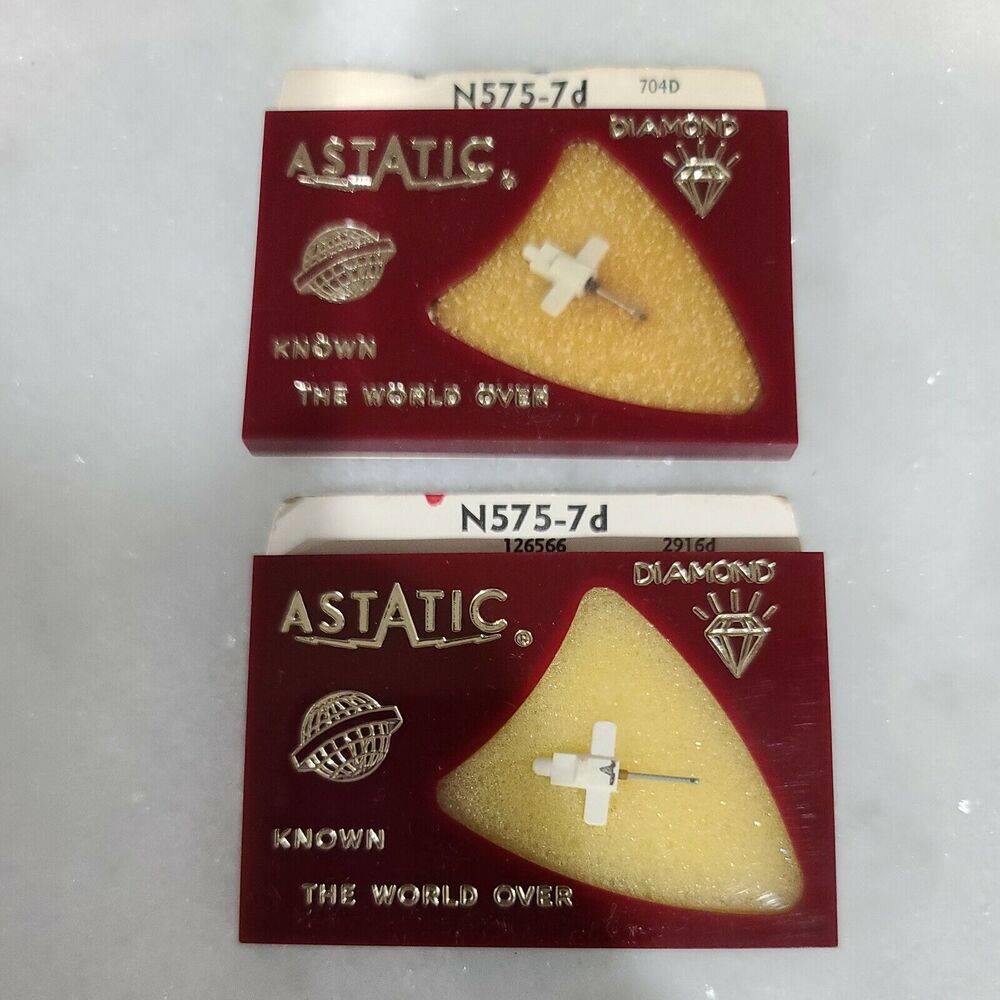 N575-7d 704D
DIAMOND
ASTATIC ®
KNOWN
THE WORLD OVER
N575-7d
126566 2916d
DIAMOND
ASTATIC ®
A
KNOWN
THE WORLD OVER